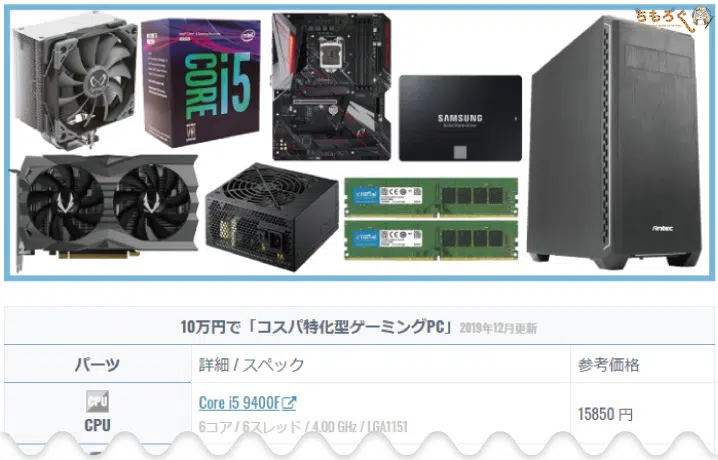 ちもろぐ
intel
CORE
i5
SAMSUNG
crucial
crucial
Antec
10万円で「コスパ特化型ゲーミングPC」 2019年12月更新
パーツ 詳細 / スペック 参考価格
CPU Core i5 9400F 15850 円
CPU 6コア / 6スレッド / 4.00 GHz / LGA1151